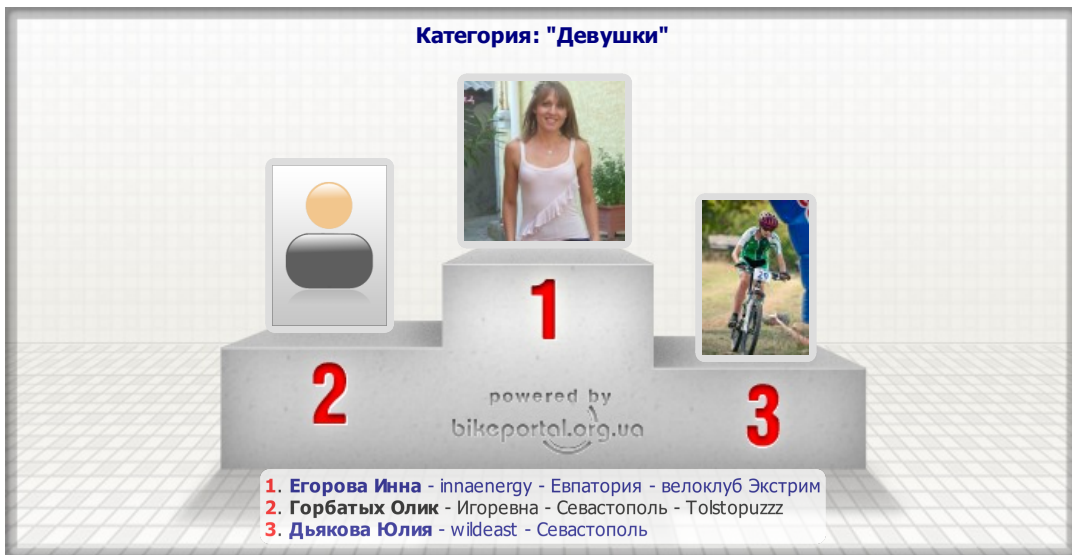 Категория: "Девушки"
1
2
3
powered by
bikeportal.org.ua
1. Егорова Инна - innaenergy - Евпатория - велоклуб Экстрим
2. Горбатых Олик - Игоревна - Севастополь - Tolstopuzzz
3. Дьякова Юлия - wildeast - Севастополь